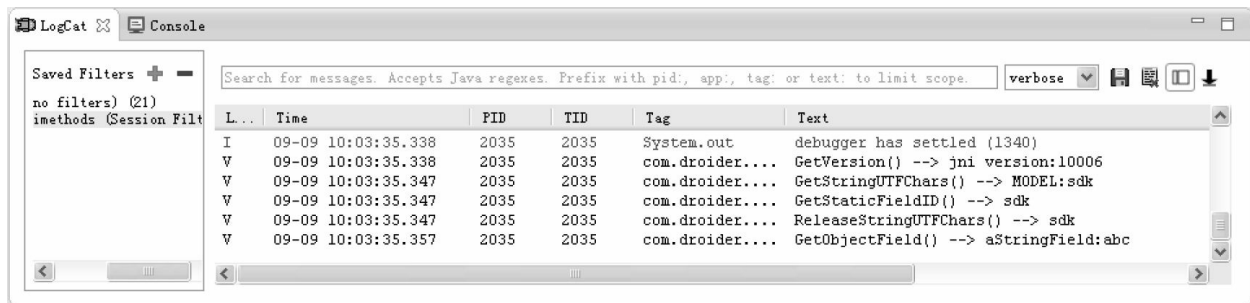 LogCat Console
Saved Filters
no filters) (21)
imethods (Session Filt
Search for messages. Accepts Java regexes. Prefix with pid:, app:, tag: or text: to limit scope. verbose
L... Time PID TID Tag Text
I 09-09 10:03:35.338 2035 2035 System.out debugger has settled (1340)
V 09-09 10:03:35.338 2035 2035 com.droider.... GetVersion() --> jni version:10006
V 09-09 10:03:35.347 2035 2035 com.droider.... GetStringUTFChars() --> MODEL:sdk
V 09-09 10:03:35.347 2035 2035 com.droider.... GetStaticFieldID() --> sdk
V 09-09 10:03:35.347 2035 2035 com.droider.... ReleaseStringUTFChars() --> sdk
V 09-09 10:03:35.357 2035 2035 com.droider.... GetObjectField() --> aStringField:abc